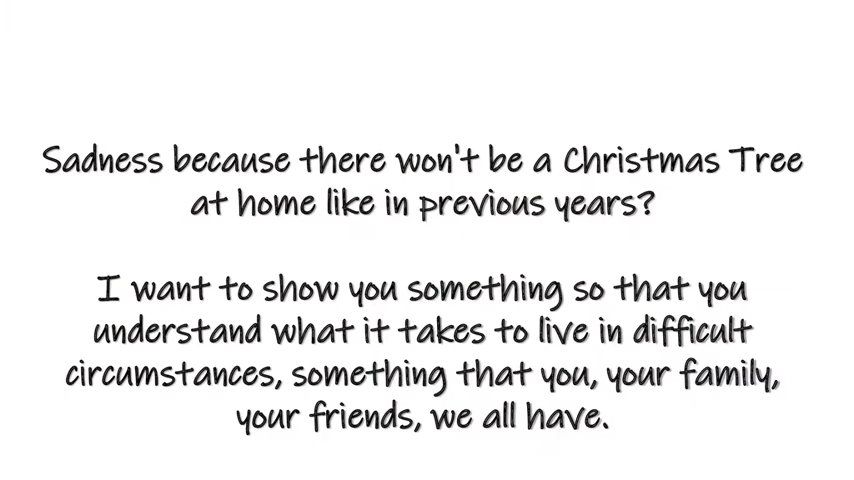 Sadness because there won't be a Christmas Tree
at home like in previous years?
I want to show you something so that you
understand what it takes to live in difficult
circumstances, something that you, your family,
your friends, we all have.